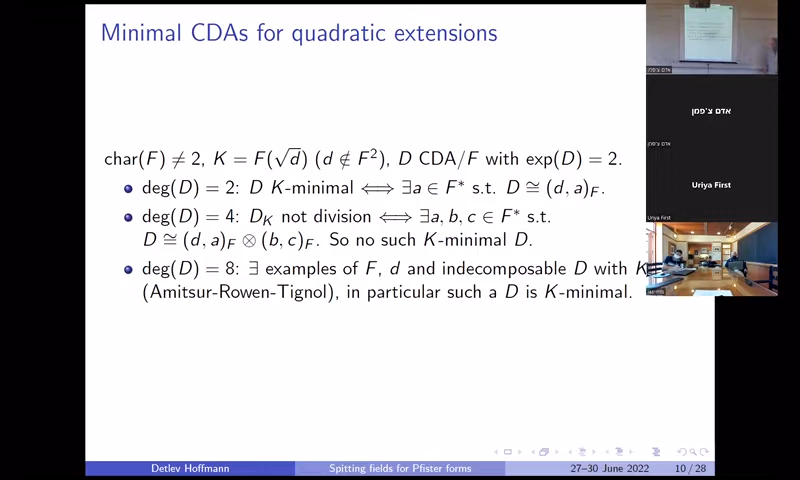 Minimal CDAs for quadratic extensions
char(F) ≠ 2, K = F(√d) (d ∉ F²), D CDA/F with exp(D) = 2.
deg(D) = 2: D K-minimal ⟺ ∃a ∈ F* s.t. D ≅ (d, a)_F.
deg(D) = 4: D_K not division ⟺ ∃a, b, c ∈ F* s.t.
D ≅ (d, a)_F ⊗ (b, c)_F. So no such K-minimal D.
deg(D) = 8: ∃ examples of F, d and indecomposable D with K
(Amitsur-Rowen-Tignol), in particular such a D is K-minimal.
Detlev Hoffmann
Spitting fields for Pfister forms
27–30 June 2022
10 / 28
אדם צ'פמן
אדם צ'פמן
אדם צ'פמן
Uriya First
Uriya First